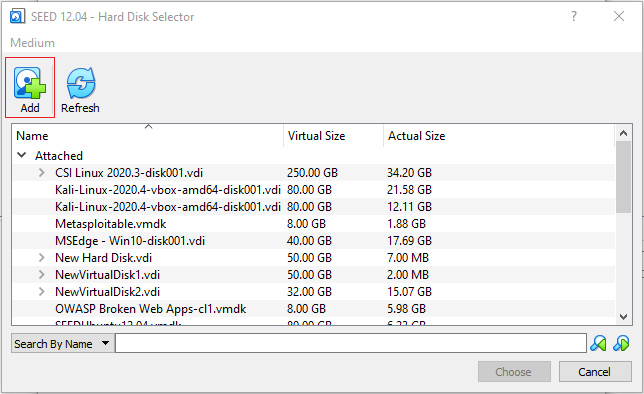 SEED 12.04 - Hard Disk Selector
Medium
Add Refresh
Name Virtual Size Actual Size
Attached
CSI Linux 2020.3-disk001.vdi 250.00 GB 34.20 GB
Kali-Linux-2020.4-vbox-amd64-disk001.vdi 80.00 GB 21.58 GB
Kali-Linux-2020.4-vbox-amd64-disk001.vdi 80.00 GB 12.11 GB
Metasploitable.vmdk 8.00 GB 1.88 GB
MSEdge - Win10-disk001.vdi 40.00 GB 17.69 GB
New Hard Disk.vdi 50.00 GB 7.00 MB
NewVirtualDisk1.vdi 50.00 GB 2.00 MB
NewVirtualDisk2.vdi 32.00 GB 15.07 GB
OWASP Broken Web Apps-cl1.vmdk 8.00 GB 5.98 GB
SEEDUbuntu12.04.vmdk 80.00 GB
Search By Name
Choose Cancel